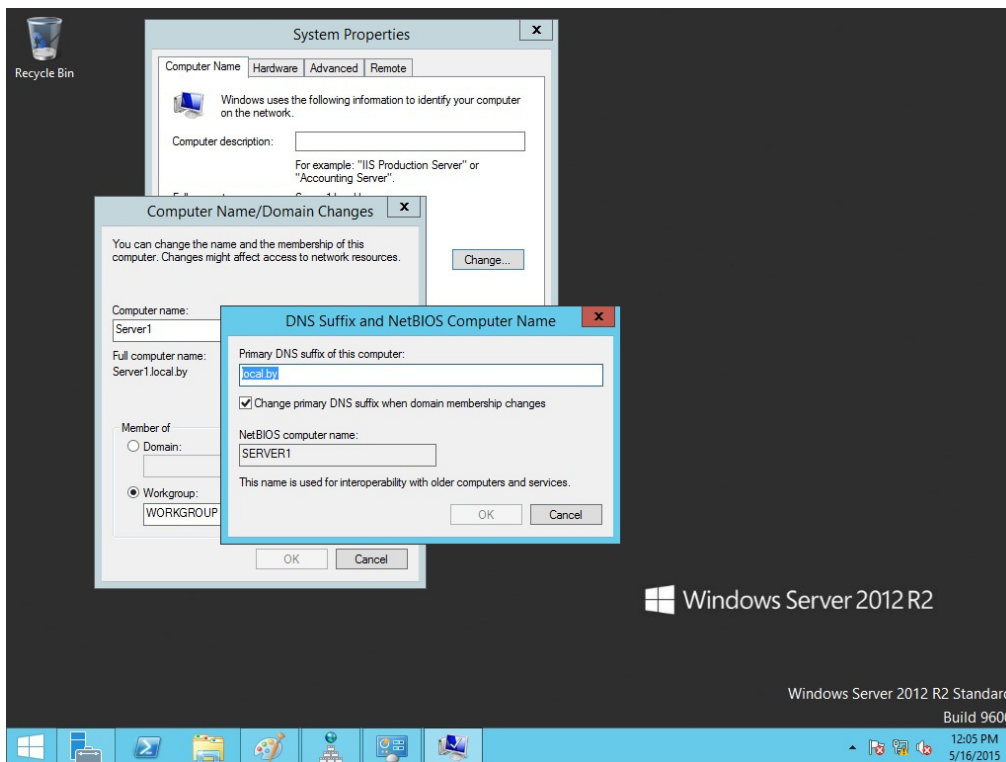 Recycle Bin
System Properties
x
Computer Name
Hardware
Advanced
Remote
Windows uses the following information to identify your computer
on the network.
Computer description:
For example: "IIS Production Server" or
"Accounting Server".
Change...
Computer Name/Domain Changes
x
You can change the name and the membership of this
computer. Changes might affect access to network resources.
Computer name:
Server1
Full computer name:
Server1.local.by
Member of
Domain:
Workgroup:
WORKGROUP
OK
Cancel
DNS Suffix and NetBIOS Computer Name
x
Primary DNS suffix of this computer:
local.by
Change primary DNS suffix when domain membership changes
NetBIOS computer name:
SERVER1
This name is used for interoperability with older computers and services.
OK
Cancel
Windows Server 2012 R2
Windows Server 2012 R2 Standard
Build 9600
12:05 PM
5/16/2015